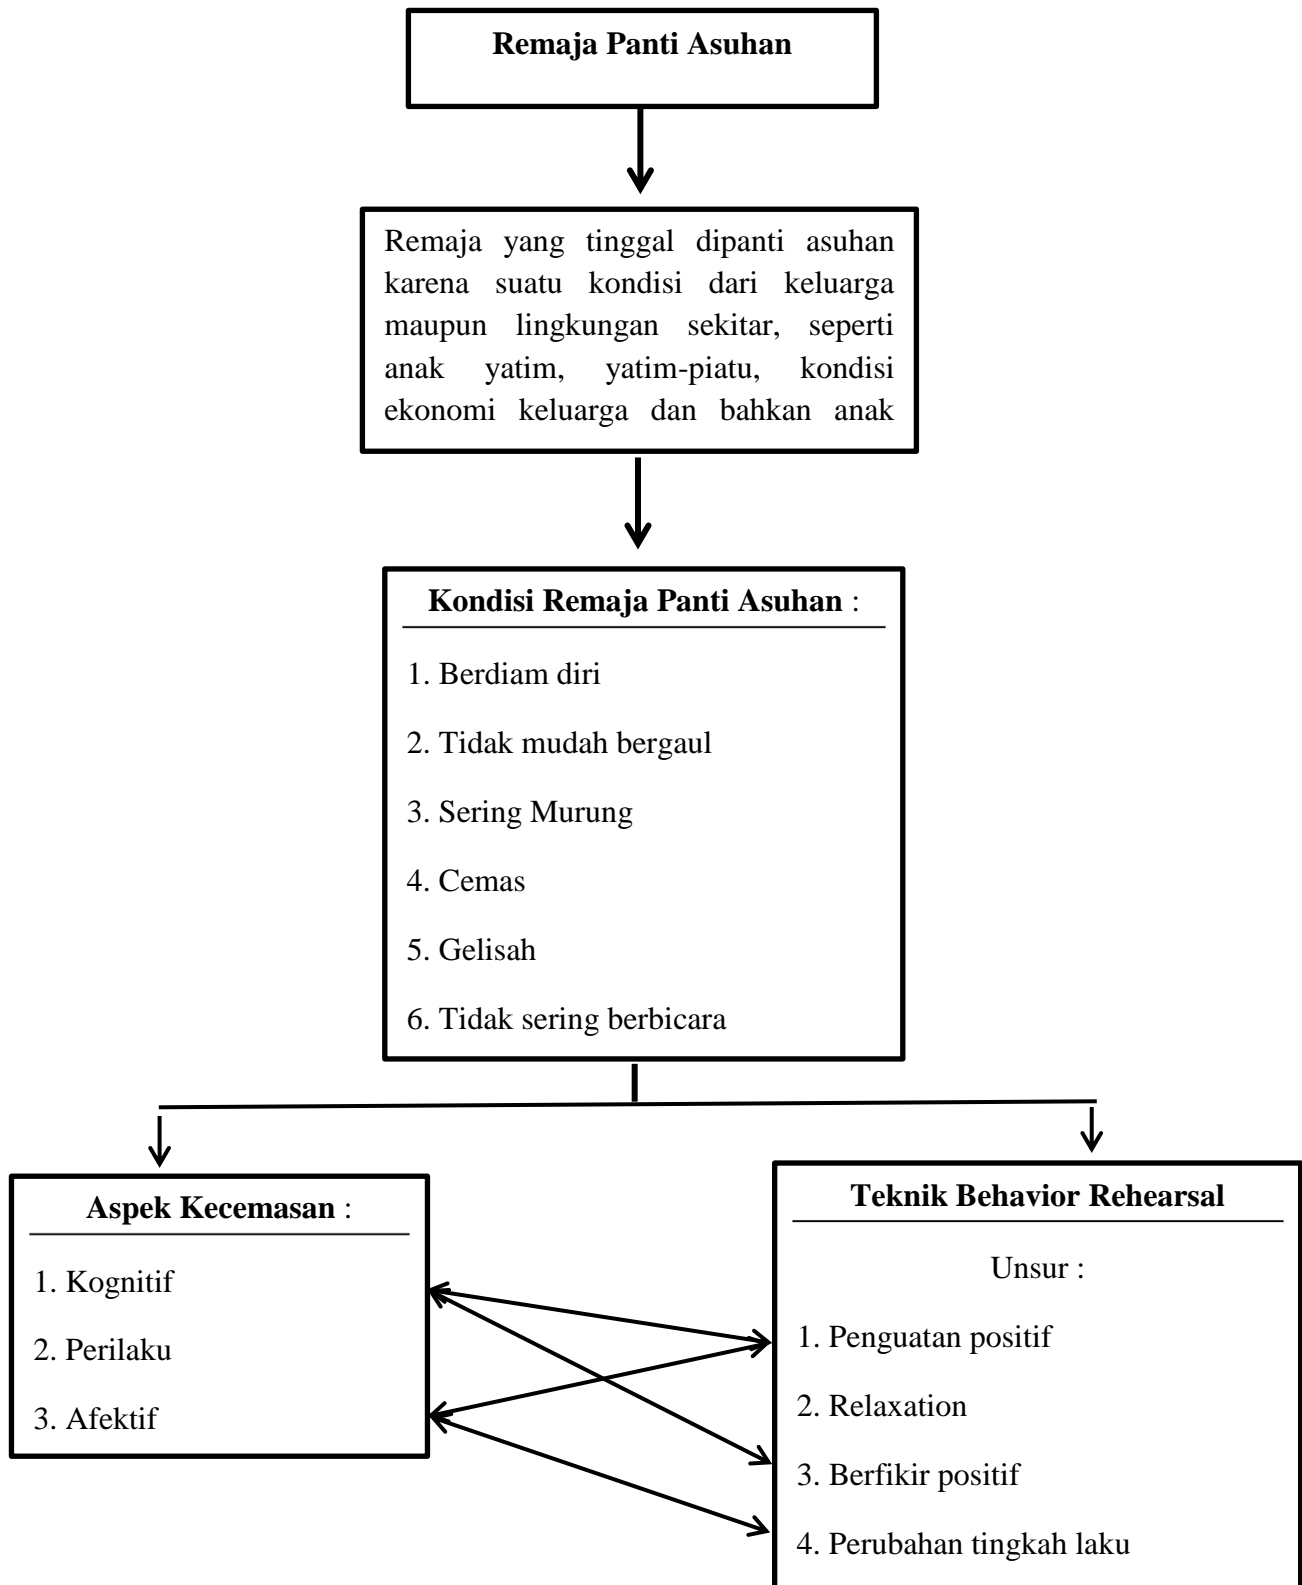 Remaja Panti Asuhan
Remaja yang tinggal dipanti asuhan
karena suatu kondisi dari keluarga
maupun lingkungan sekitar, seperti
anak yatim, yatim-piatu, kondisi
ekonomi keluarga dan bahkan anak
Kondisi Remaja Panti Asuhan :
1. Berdiam diri
2. Tidak mudah bergaul
3. Sering Murung
4. Cemas
5. Gelisah
6. Tidak sering berbicara
Aspek Kecemasan :
1. Kognitif
2. Perilaku
3. Afektif
Teknik Behavior Rehearsal
Unsur :
1. Penguatan positif
2. Relaxation
3. Berfikir positif
4. Perubahan tingkah laku